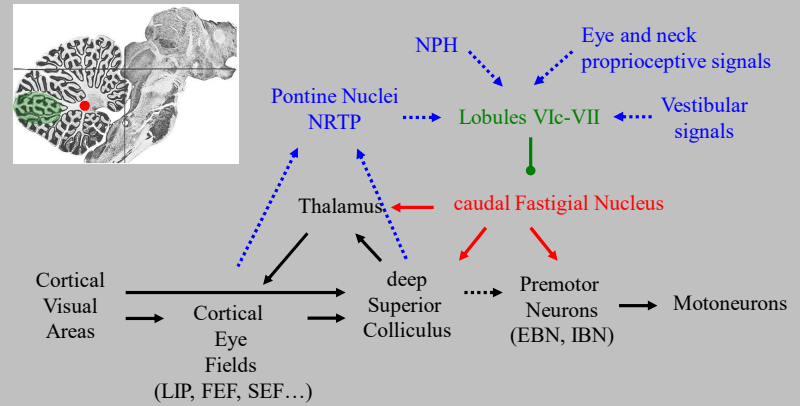 NPH
Eye and neck
proprioceptive signals
Pontine Nuclei
NRTP
Lobules VIc-VII
Vestibular
signals
Thalamus
caudal Fastigial Nucleus
Cortical
Visual
Areas
Cortical
Eye
Fields
(LIP, FEF, SEF…)
deep
Superior
Colliculus
Premotor
Neurons
(EBN, IBN)
Motoneurons